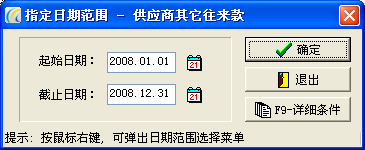 指定日期范围 - 供应商其它往来款
起始日期： 2008.01.01 21
截止日期： 2008.12.31 21
确定
退出
F9-详细条件
提示: 按鼠标右键, 可弹出日期范围选择菜单